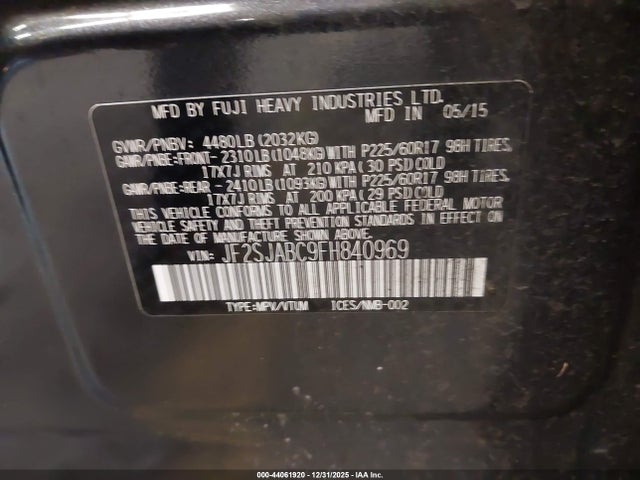 MFD BY FUJI HEAVY INDUSTRIES LTD.
MFD IN 05/15
GVWR/PNBV: 4480LB(2032KG)
GAWR/PNBE:FRONT- 2310LB(1048KG)WITH P225/60R17 98H TIRES,
17X7J RIMS AT 210 KPA(30 PSI)COLD
GAWR/PNBE:REAR -2410LB(1093KG)WITH P225/60R17 98H TIRES,
17X7J RIMS AT 200 KPA(29 PSI)COLD
THIS VEHICLE CONFORMS TO ALL APPLICABLE FEDERAL MOTOR
VEHICLE SAFETY AND THEFT PREVENTION STANDARDS IN
EFFECT ON THE DATE OF MANUFACTURE SHOWN ABOVE.
VIN: JF2SJABC9FH840969
TYPE:MPV/VTUM ICES/NMB-002
000-44061920 - 12/31/2025 - IAA Inc.